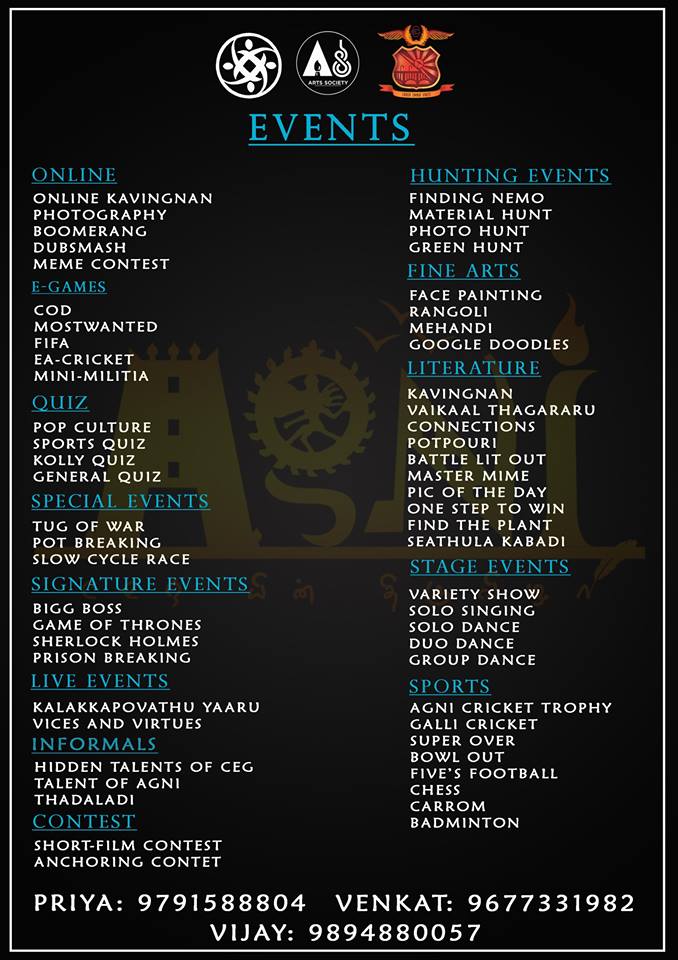 ARTS SOCIETY
EVENTS
ONLINE
ONLINE KAVINGNAN
PHOTOGRAPHY
BOOMERANG
DUBSMASH
MEME CONTEST
E-GAMES
COD
MOSTWANTED
FIFA
EA-CRICKET
MINI-MILITIA
QUIZ
POP CULTURE
SPORTS QUIZ
KOLLY QUIZ
GENERAL QUIZ
SPECIAL EVENTS
TUG OF WAR
POT BREAKING
SLOW CYCLE RACE
SIGNATURE EVENTS
BIGG BOSS
GAME OF THRONES
SHERLOCK HOLMES
PRISON BREAKING
LIVE EVENTS
KALAKKAPOVATHU YAARU
VICES AND VIRTUES
INFORMALS
HIDDEN TALENTS OF CEG
TALENT OF AGNI
THADALADI
CONTEST
SHORT-FILM CONTEST
ANCHORING CONTET
HUNTING EVENTS
FINDING NEMO
MATERIAL HUNT
PHOTO HUNT
GREEN HUNT
FINE ARTS
FACE PAINTING
RANGOLI
MEHANDI
GOOGLE DOODLES
LITERATURE
KAVINGNAN
VAIKAAL THAGARARU
CONNECTIONS
POTPOURI
BATTLE LIT OUT
MASTER MIME
PIC OF THE DAY
ONE STEP TO WIN
FIND THE PLANT
SEATHULA KABADI
STAGE EVENTS
VARIETY SHOW
SOLO SINGING
SOLO DANCE
DUO DANCE
GROUP DANCE
SPORTS
AGNI CRICKET TROPHY
GALLI CRICKET
SUPER OVER
BOWL OUT
FIVE'S FOOTBALL
CHESS
CARROM
BADMINTON
AGNI
PRIYA: 9791588804 VENKAT: 9677331982
VIJAY: 9894880057